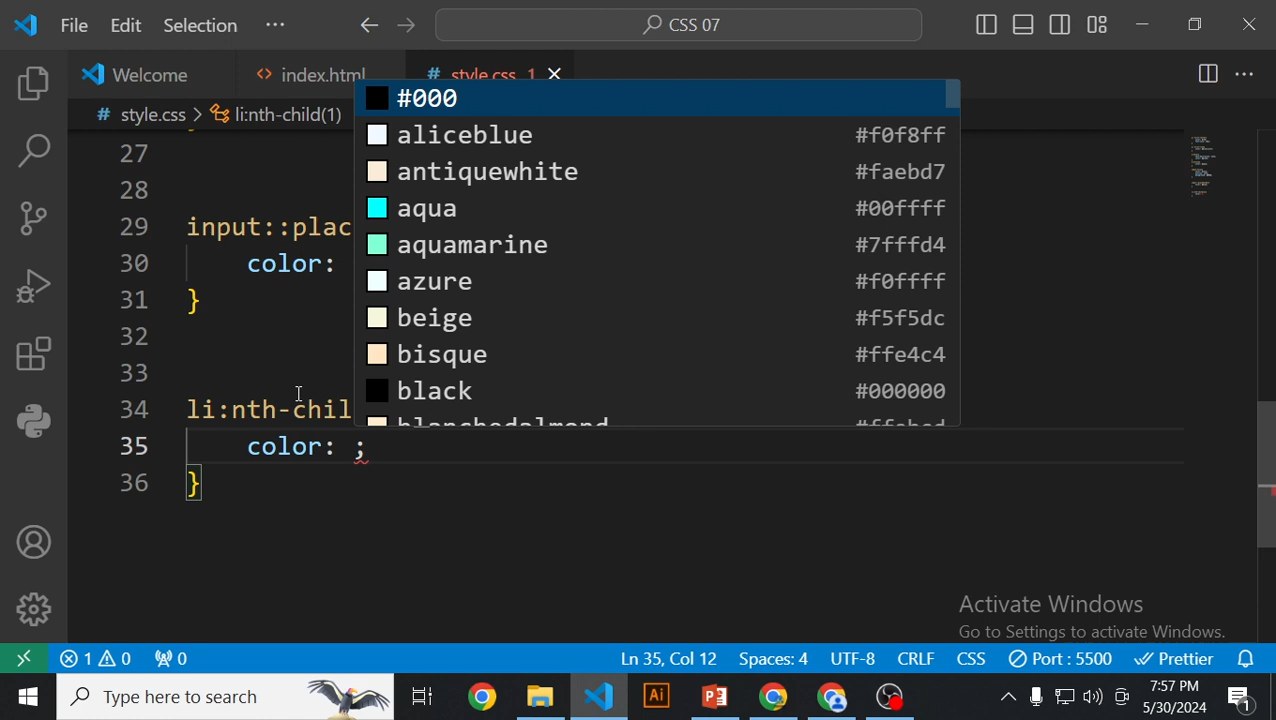 File Edit Selection ···
CSS 07
Welcome
index.html
# style.css 1
# style.css > li:nth-child(1)
#000
aliceblue #f0f8ff
antiquewhite #faebd7
aqua #00ffff
aquamarine #7fffd4
azure #f0ffff
beige #f5f5dc
bisque #ffe4c4
black #000000
blanchedalmond #ffebcd
27
28
29 input::plac
30 color:
31 }
32
33
34 li:nth-chil
35 color: ;
36 }
Activate Windows
Go to Settings to activate Windows.
1 0 0 Ln 35, Col 12 Spaces: 4 UTF-8 CRLF CSS Port : 5500 Prettier
Type here to search
Ai
7:57 PM
5/30/2024
1